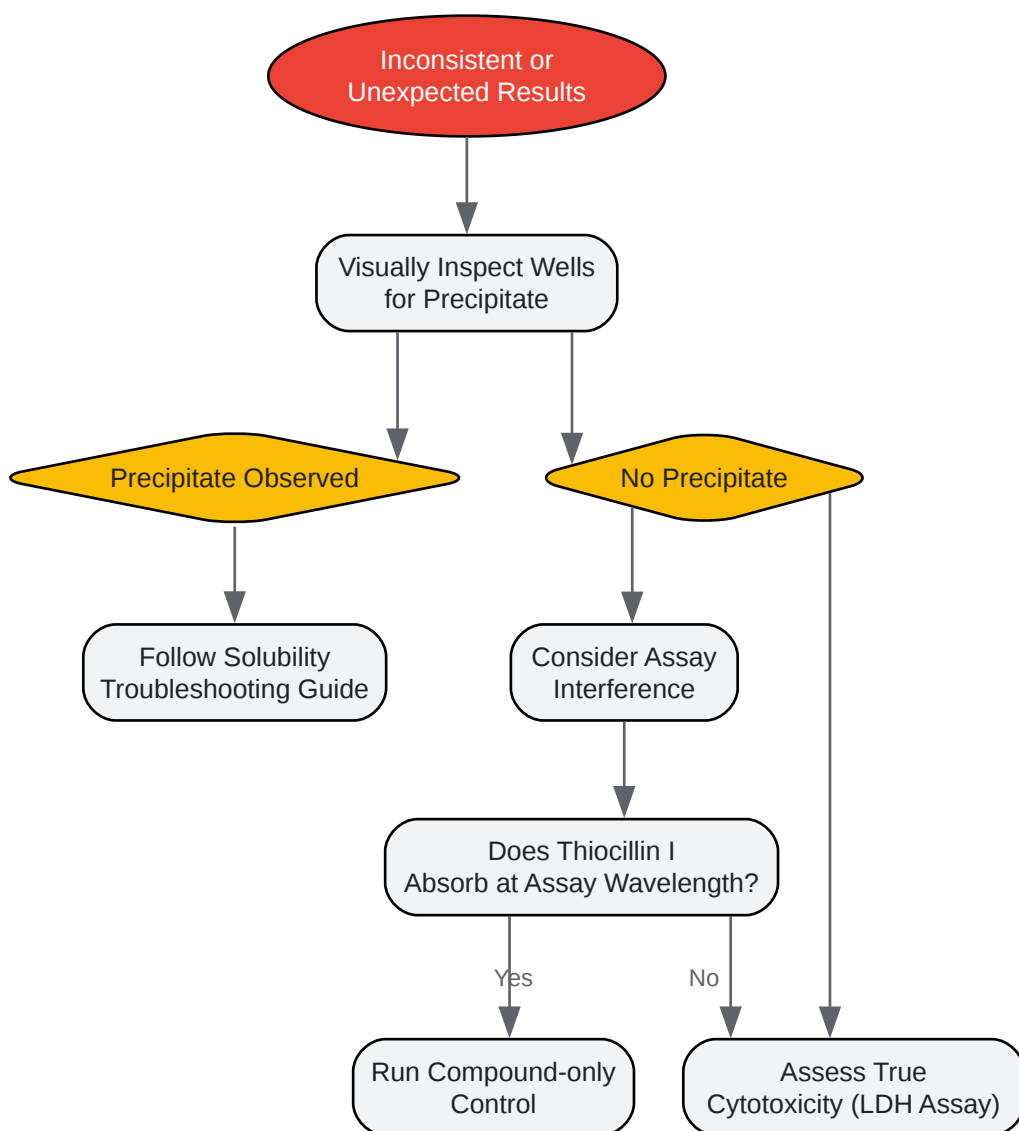 Inconsistent or
Unexpected Results
Visually Inspect Wells
for Precipitate
Precipitate Observed
No Precipitate
Follow Solubility
Troubleshooting Guide
Consider Assay
Interference
Does Thiocillin I
Absorb at Assay Wavelength?
Yes
No
Run Compound-only
Control
Assess True
Cytotoxicity (LDH Assay)